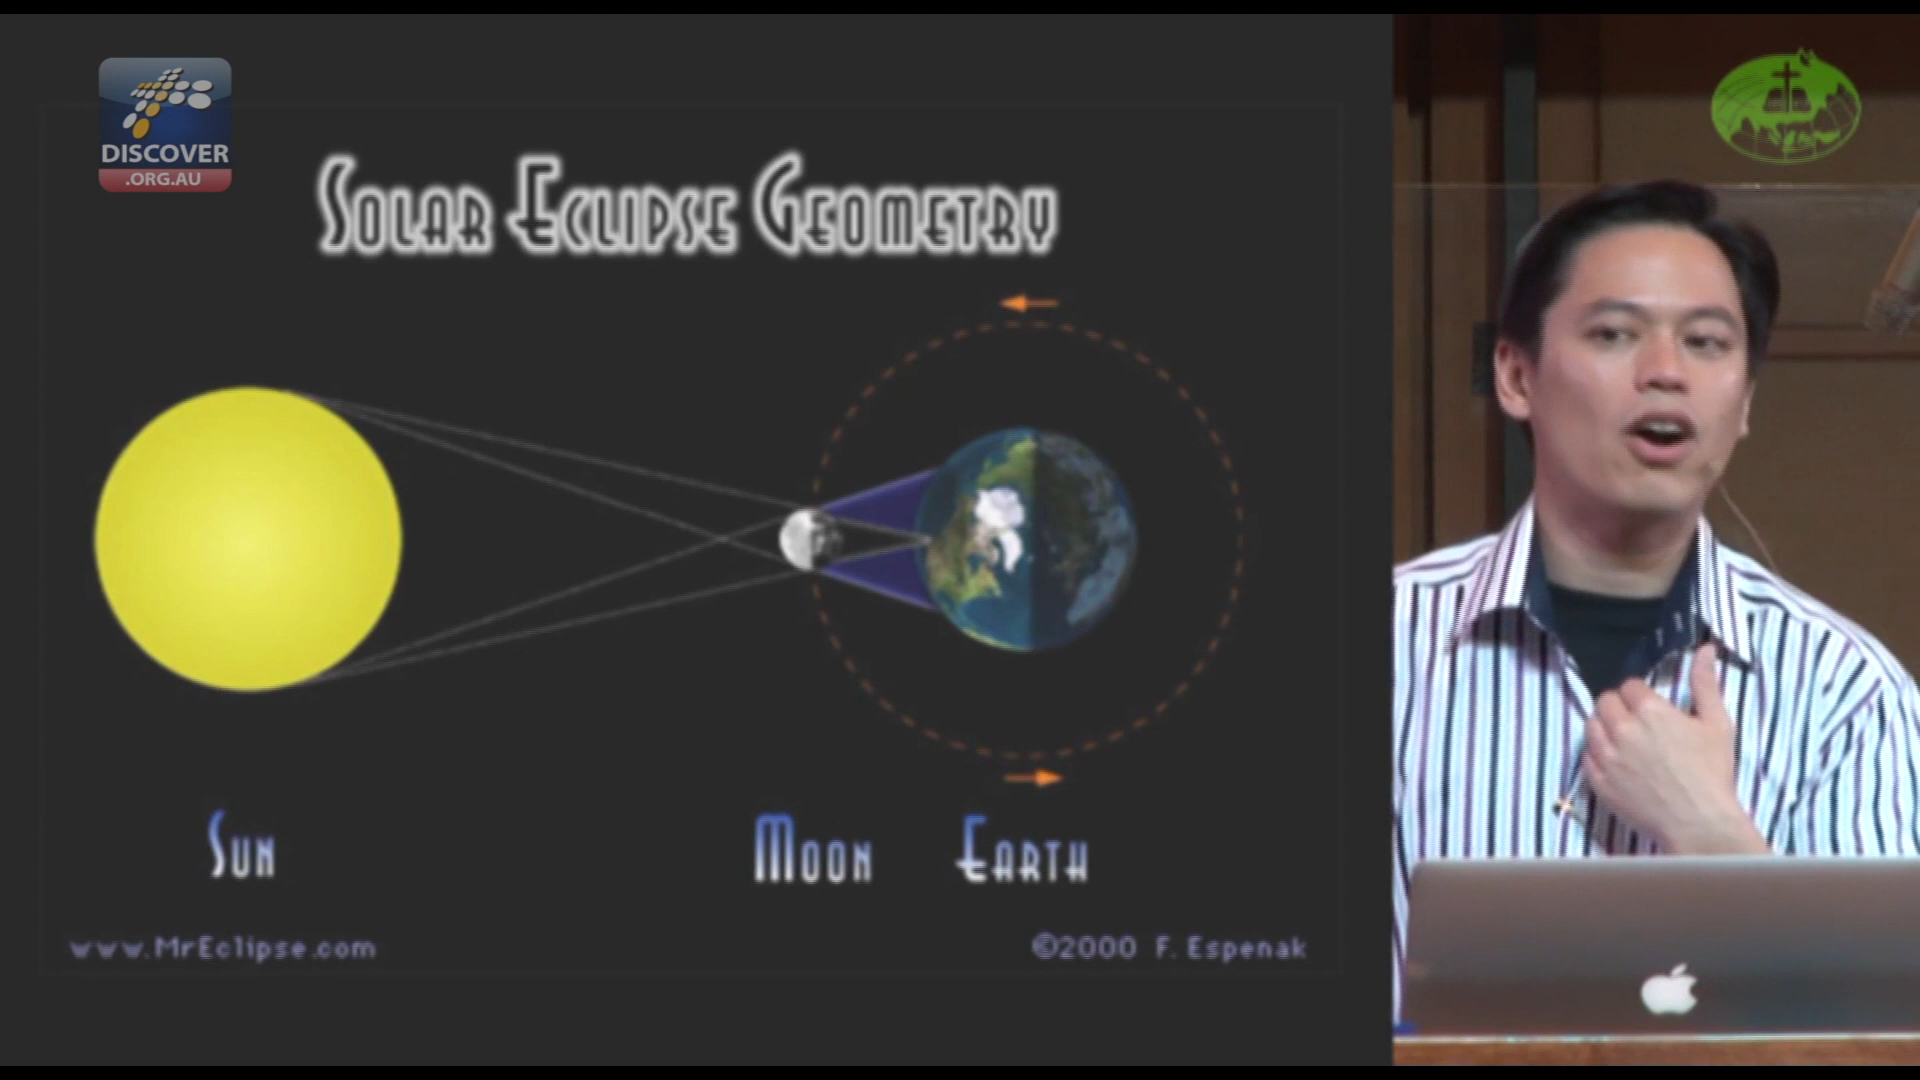 DISCOVER
.ORG.AU
Solar Eclipse Geometry
Sun
Moon
Earth
www.MrEclipse.com
©2000 F. Espenak